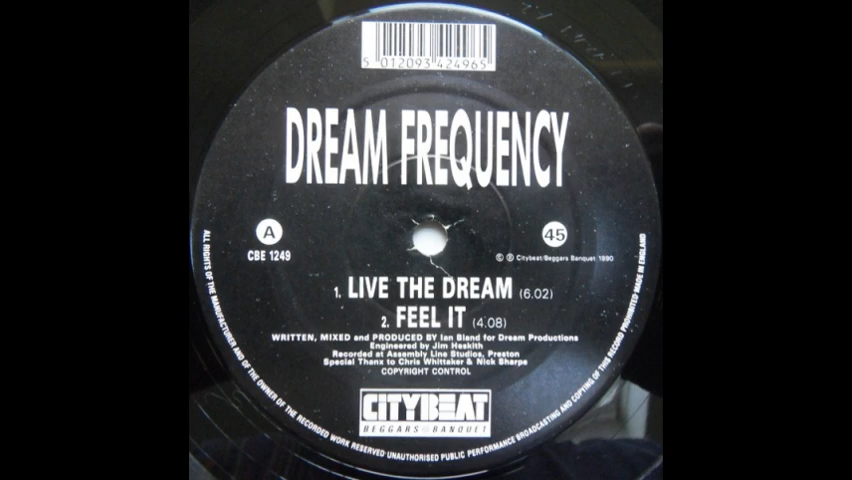 5 012093 424965
DREAM FREQUENCY
A
CBE 1249
45
℗ © Citybeat/Beggars Banquet 1990
1. LIVE THE DREAM (6.02)
2. FEEL IT (4.08)
WRITTEN, MIXED and PRODUCED BY Ian Bland for Dream Productions
Engineered by Jim Heskith
Recorded at Assembly Line Studios, Preston
Special Thanx to Chris Whittaker & Nick Sharpe
COPYRIGHT CONTROL
CITYBEAT
BEGGARS BANQUET
ALL RIGHTS OF THE MANUFACTURER AND OF THE OWNER OF THE RECORDED WORK RESERVED·UNAUTHORISED PUBLIC PERFORMANCE BROADCASTING AND COPYING OF THIS RECORD PROHIBITED MADE IN ENGLAND